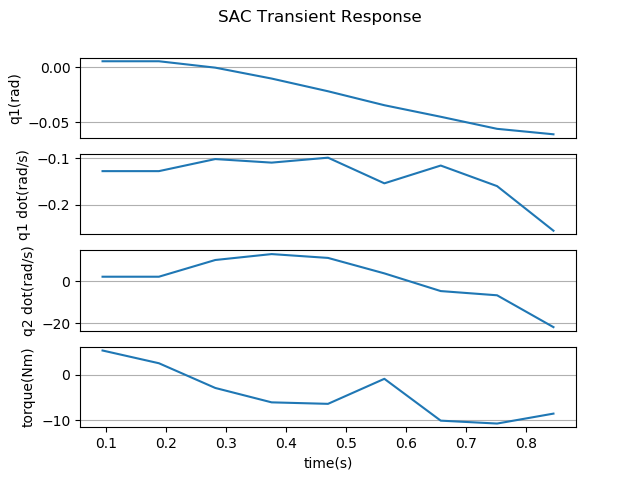 SAC Transient Response
q1(rad)
0.00
−0.05
q1 dot(rad/s)
−0.1
−0.2
q2 dot(rad/s)
0
−20
torque(Nm)
0
−10
0.1 0.2 0.3 0.4 0.5 0.6 0.7 0.8
time(s)